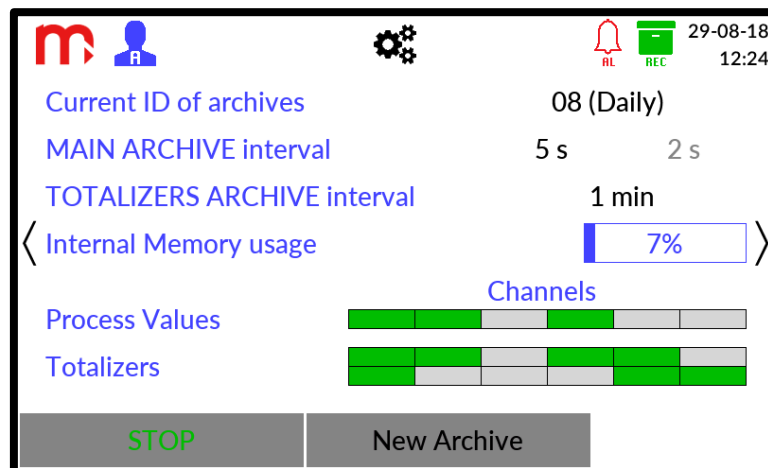 m A AL REC 29-08-18
12:24
Current ID of archives 08 (Daily)
MAIN ARCHIVE interval 5 s 2 s
TOTALIZERS ARCHIVE interval 1 min
Internal Memory usage 7%
Channels
Process Values
Totalizers
STOP New Archive